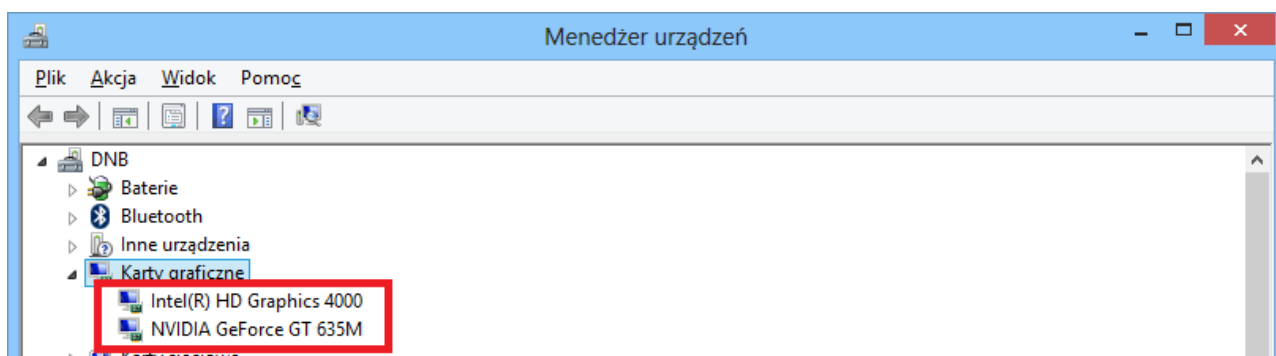 Menedżer urządzeń
Plik Akcja Widok Pomoc
DNB
Baterie
Bluetooth
Inne urządzenia
Karty graficzne
Intel(R) HD Graphics 4000
NVIDIA GeForce GT 635M